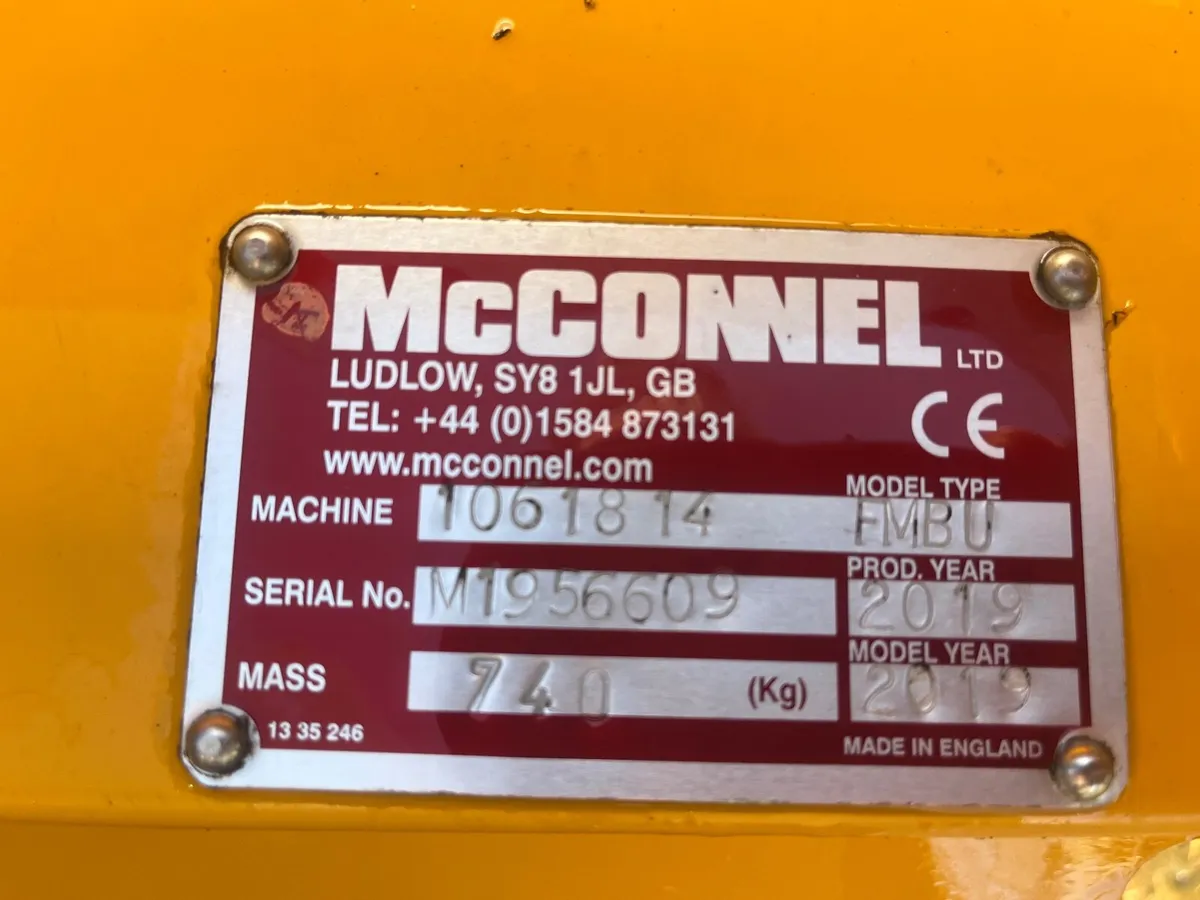 McCONNEL LTD
LUDLOW, SY8 1JL, GB
TEL: +44 (0)1584 873131
www.mcconnel.com
CE
MACHINE 1061814
MODEL TYPE
FMBU
SERIAL No. M1956609
PROD. YEAR
2019
MASS 740 (Kg)
MODEL YEAR
2019
13 35 246
MADE IN ENGLAND